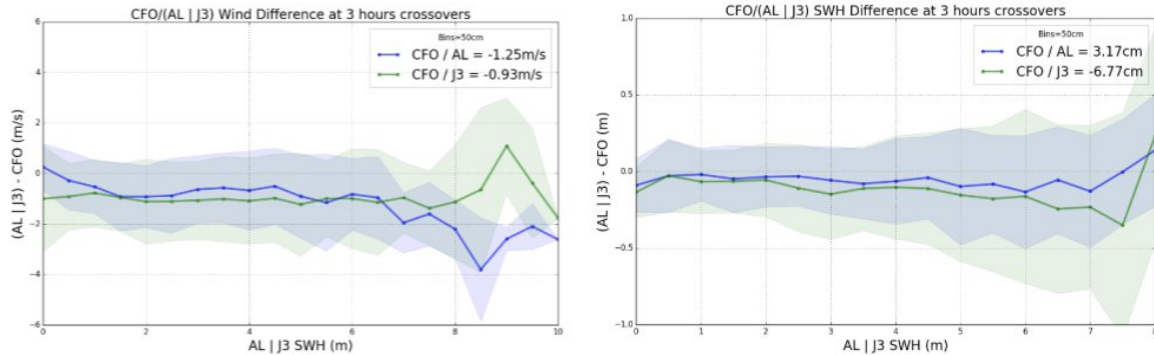 CFO/(AL | J3) Wind Difference at 3 hours crossovers
Bins=50cm
CFO / AL = -1.25m/s
CFO / J3 = -0.93m/s
(AL | J3) - CFO (m/s)
6
4
2
0
−2
−4
−6
0 2 4 6 8 10
AL | J3 SWH (m)
CFO/(AL | J3) SWH Difference at 3 hours crossovers
Bins=50cm
CFO / AL = 3.17cm
CFO / J3 = -6.77cm
(AL | J3) - CFO (m)
1.0
0.5
0.0
−0.5
−1.0
0 1 2 3 4 5 6 7 8
AL | J3 SWH (m)